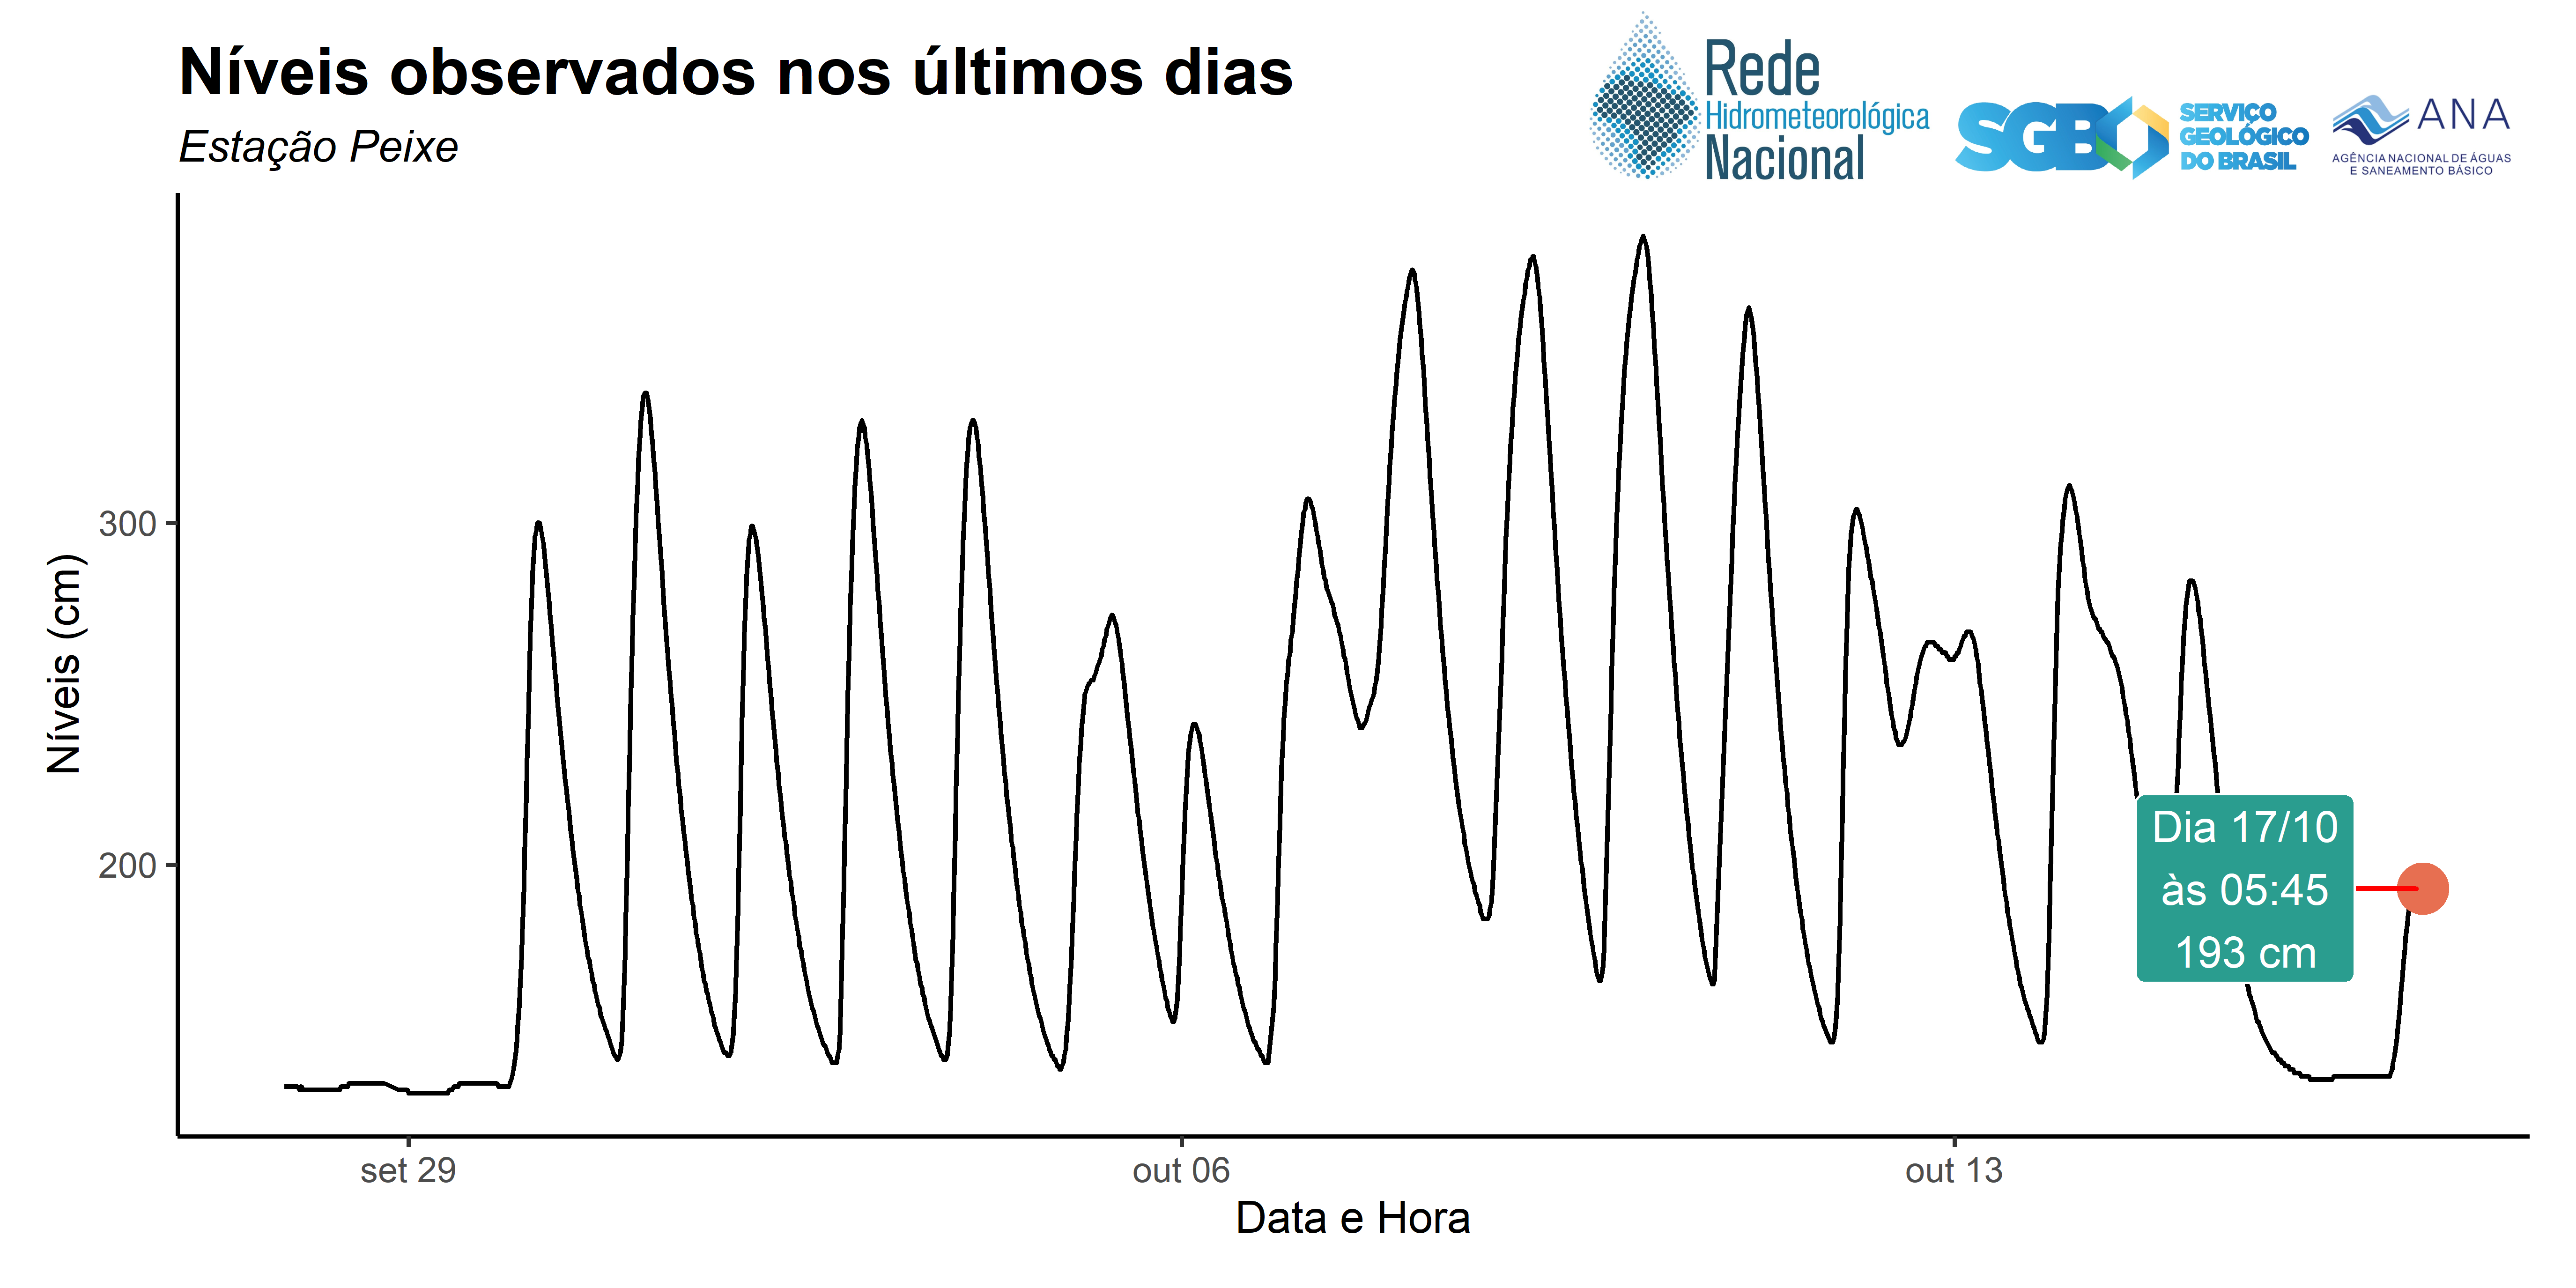 Níveis observados nos últimos dias
Estação Peixe
Rede
Hidrometeorológica
Nacional
SGB
SERVIÇO
GEOLÓGICO
DO BRASIL
ANA
AGÊNCIA NACIONAL DE ÁGUAS
E SANEAMENTO BÁSICO
Níveis (cm)
300
200
Dia 17/10
às 05:45
193 cm
set 29
out 06
out 13
Data e Hora